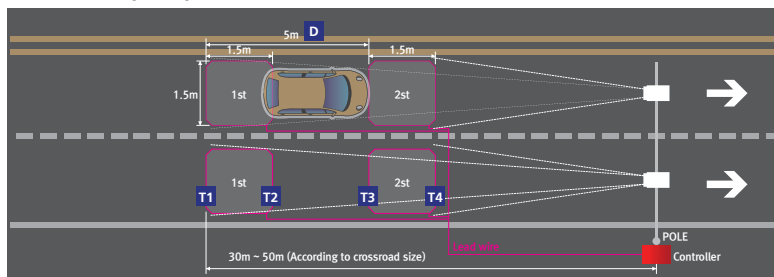 5m D
1.5m
1.5m
1.5m
1st
2st
1st
2st
T1
T2
T3
T4
POLE
Load wire
Controller
30m ~ 50m (According to crossroad size)